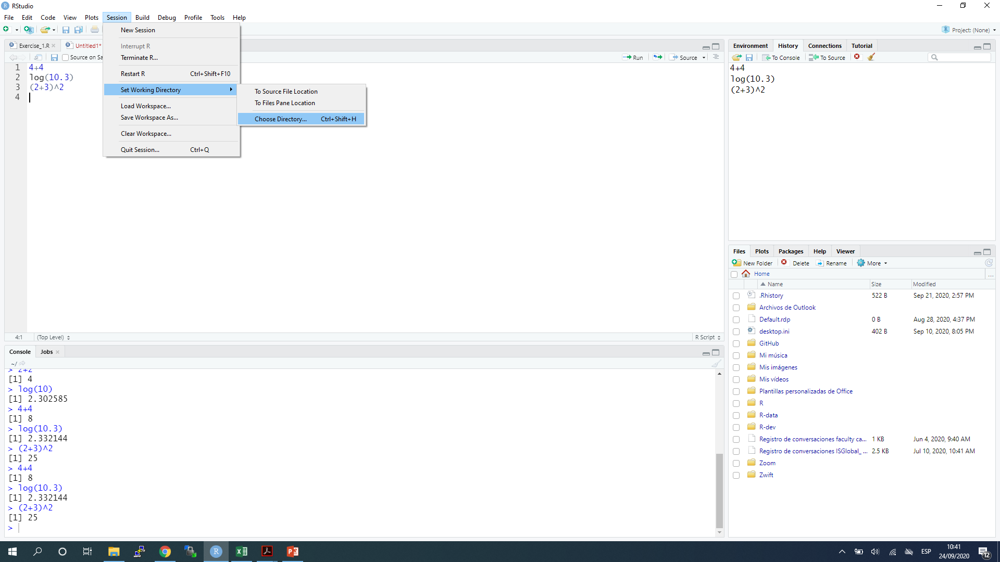 RStudio
File Edit Code View Plots Session Build Debug Profile Tools Help
Project: (None)
New Session
Interrupt R
Terminate R...
Restart R Ctrl+Shift+F10
Set Working Directory
Load Workspace...
Save Workspace As...
Clear Workspace...
Quit Session... Ctrl+Q
To Source File Location
To Files Pane Location
Choose Directory... Ctrl+Shift+H
Exercise_1.R Untitled1*
Source on Sa
Run Source
1 4+4
2 log(10.3)
3 (2+3)^2
4
4:1 (Top Level) R Script
Console Jobs
~/
> 2+2
[1] 4
> log(10)
[1] 2.302585
> 4+4
[1] 8
> log(10.3)
[1] 2.332144
> (2+3)^2
[1] 25
> 4+4
[1] 8
> log(10.3)
[1] 2.332144
> (2+3)^2
[1] 25
>
Environment History Connections Tutorial
To Console To Source
4+4
log(10.3)
(2+3)^2
Files Plots Packages Help Viewer
New Folder Delete Rename More
Home ...
Name Size Modified
.Rhistory 522 B Sep 21, 2020, 2:57 PM
Archivos de Outlook
Default.rdp 0 B Aug 28, 2020, 4:37 PM
desktop.ini 402 B Sep 10, 2020, 8:05 PM
GitHub
Mi música
Mis imágenes
Mis vídeos
Plantillas personalizadas de Office
R
R-data
R-dev
Registro de conversaciones faculty ca... 1 KB Jun 4, 2020, 9:40 AM
Registro de conversaciones ISGlobal_ ... 2.5 KB Jul 10, 2020, 10:41 AM
Zoom
Zwift
ESP
10:41
24/09/2020
12